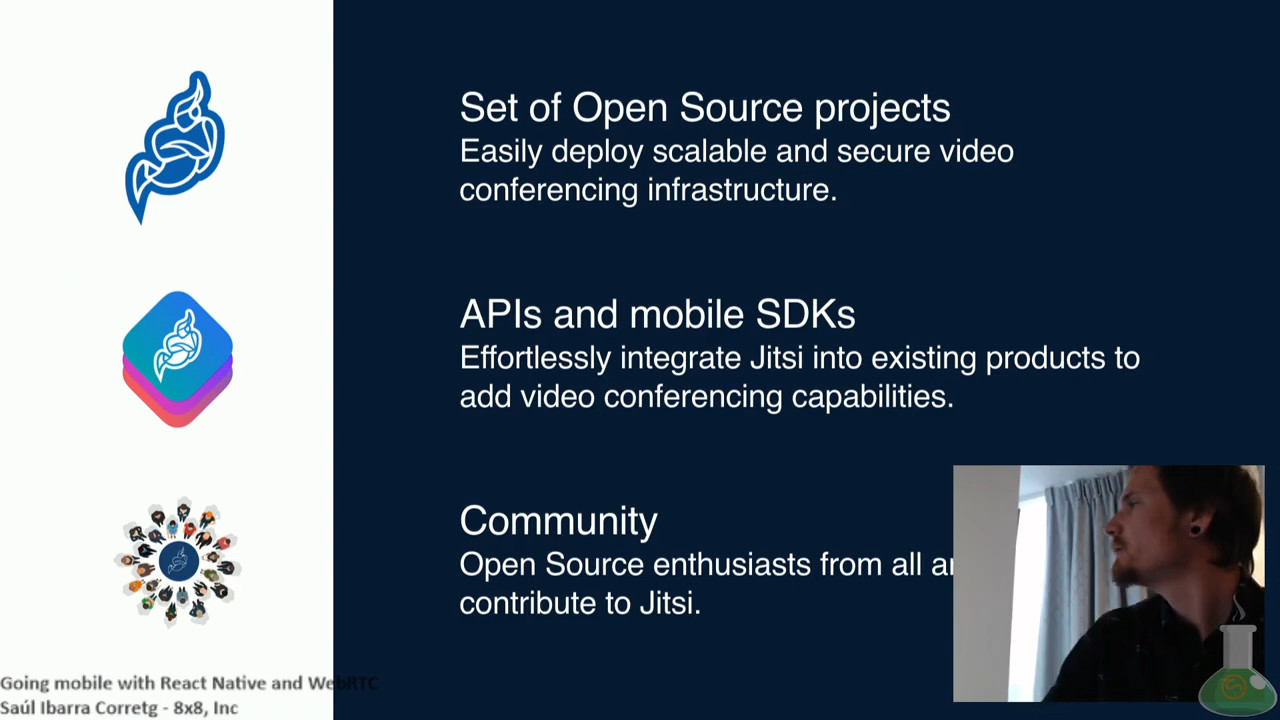 Set of Open Source projects
Easily deploy scalable and secure video
conferencing infrastructure.
APIs and mobile SDKs
Effortlessly integrate Jitsi into existing products to
add video conferencing capabilities.
Community
Open Source enthusiasts from all
contribute to Jitsi.
Going mobile with React Native and WebRTC
Saúl Ibarra Corretg - 8x8, Inc